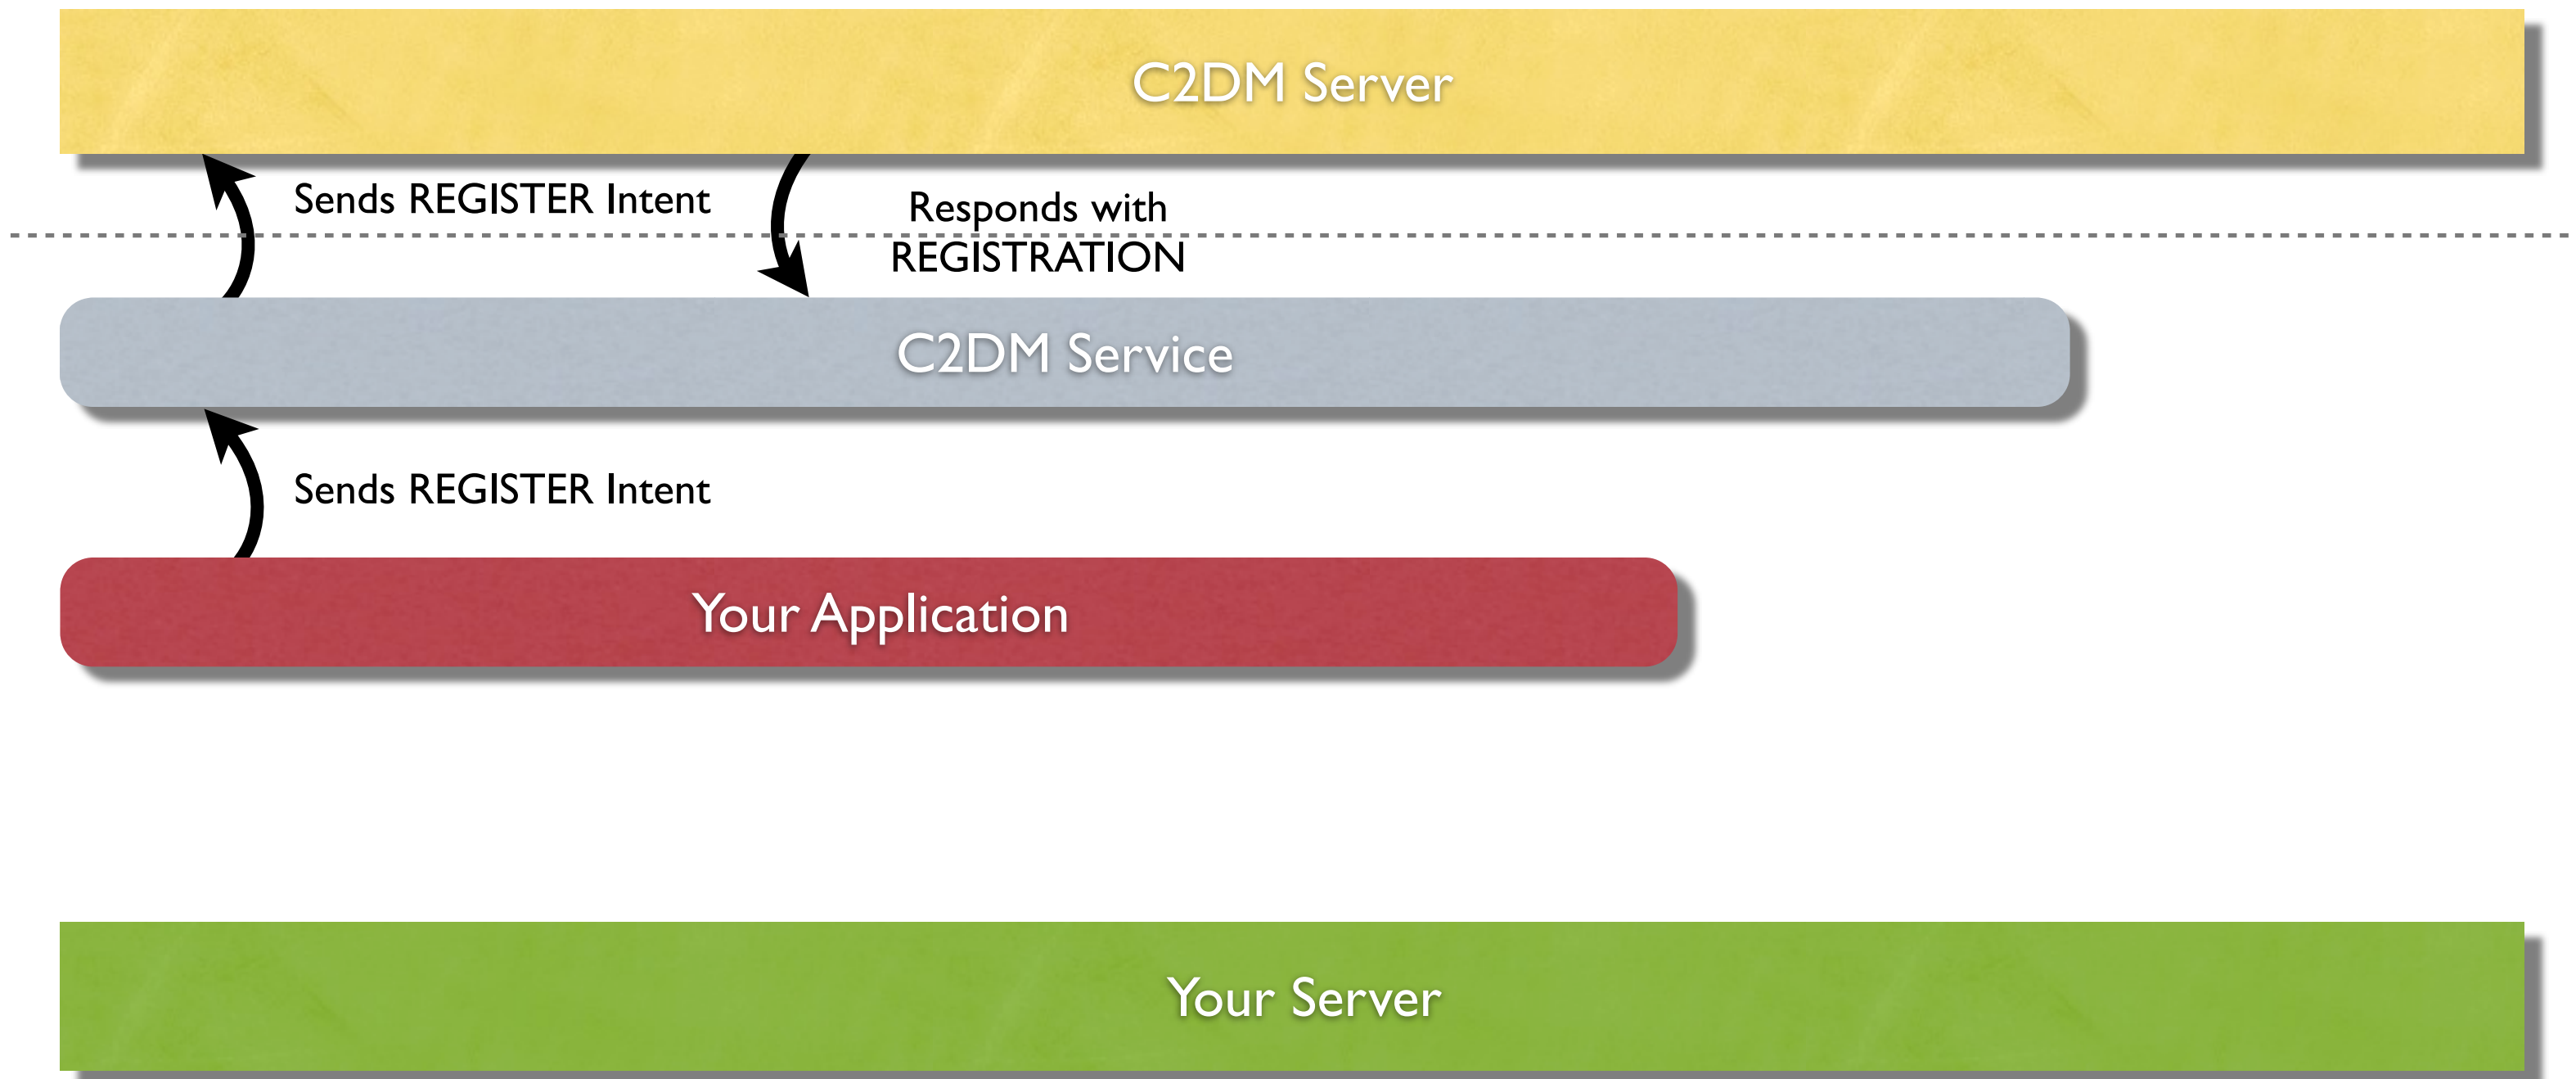 C2DM Server
Sends REGISTER Intent
Responds with
REGISTRATION
C2DM Service
Sends REGISTER Intent
Your Application
Your Server